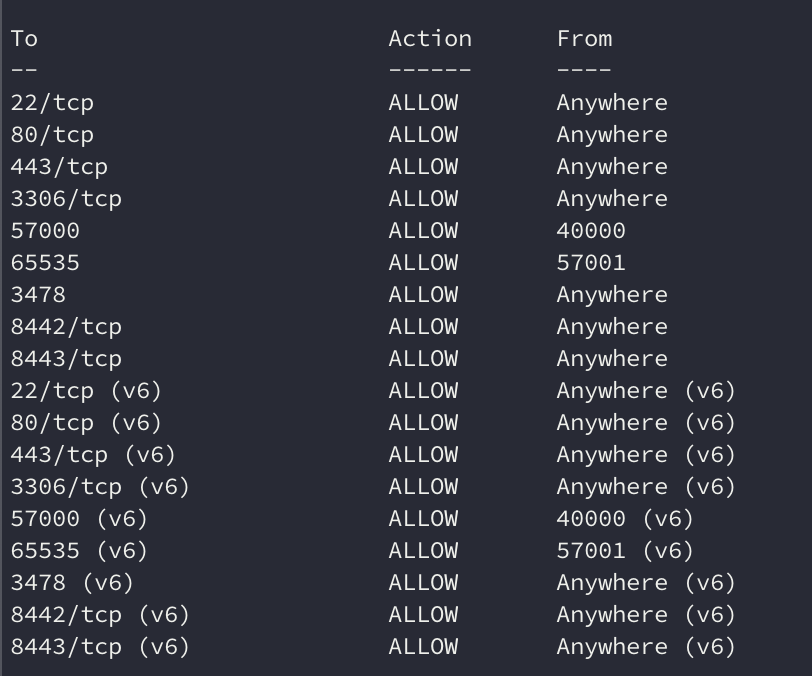 To Action From
-- ------ ----
22/tcp ALLOW Anywhere
80/tcp ALLOW Anywhere
443/tcp ALLOW Anywhere
3306/tcp ALLOW Anywhere
57000 ALLOW 40000
65535 ALLOW 57001
3478 ALLOW Anywhere
8442/tcp ALLOW Anywhere
8443/tcp ALLOW Anywhere
22/tcp (v6) ALLOW Anywhere (v6)
80/tcp (v6) ALLOW Anywhere (v6)
443/tcp (v6) ALLOW Anywhere (v6)
3306/tcp (v6) ALLOW Anywhere (v6)
57000 (v6) ALLOW 40000 (v6)
65535 (v6) ALLOW 57001 (v6)
3478 (v6) ALLOW Anywhere (v6)
8442/tcp (v6) ALLOW Anywhere (v6)
8443/tcp (v6) ALLOW Anywhere (v6)